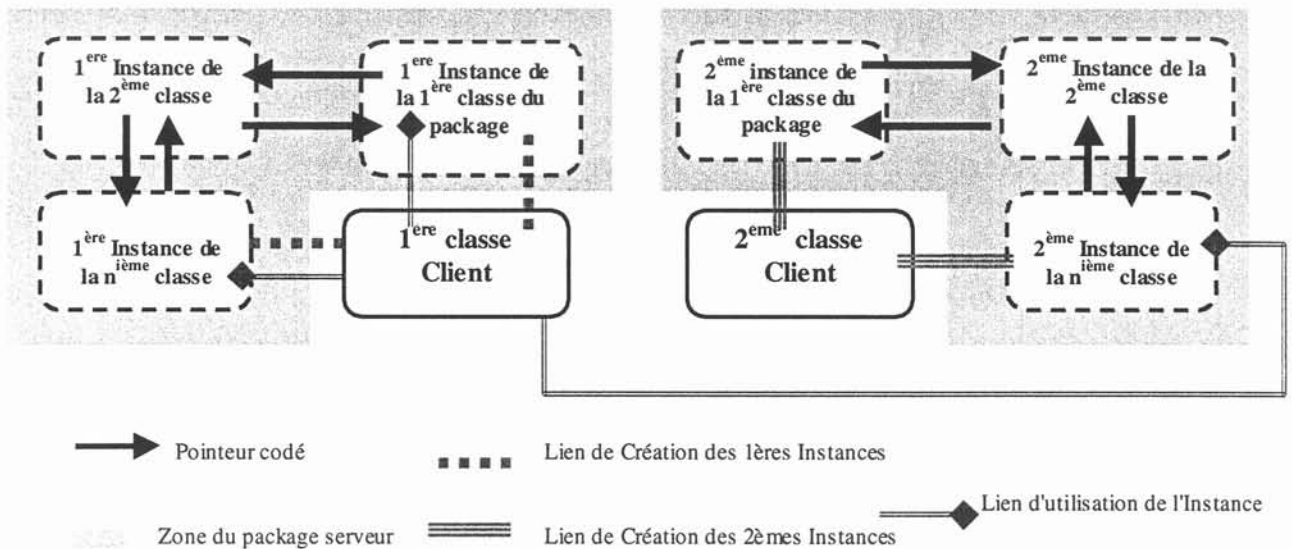 1ere Instance de
la 2ème classe
1ere Instance de
la 1ère classe du
package
2ème instance de
la 1ère classe du
package
2eme Instance de la
2ème classe
1ère Instance de
la nième classe
1ere classe
Client
2eme classe
Client
2ème Instance de
la nième classe
Pointeur codé
Lien de Création des 1ères Instances
Lien d'utilisation de l'Instance
Zone du package serveur
Lien de Création des 2èmes Instances